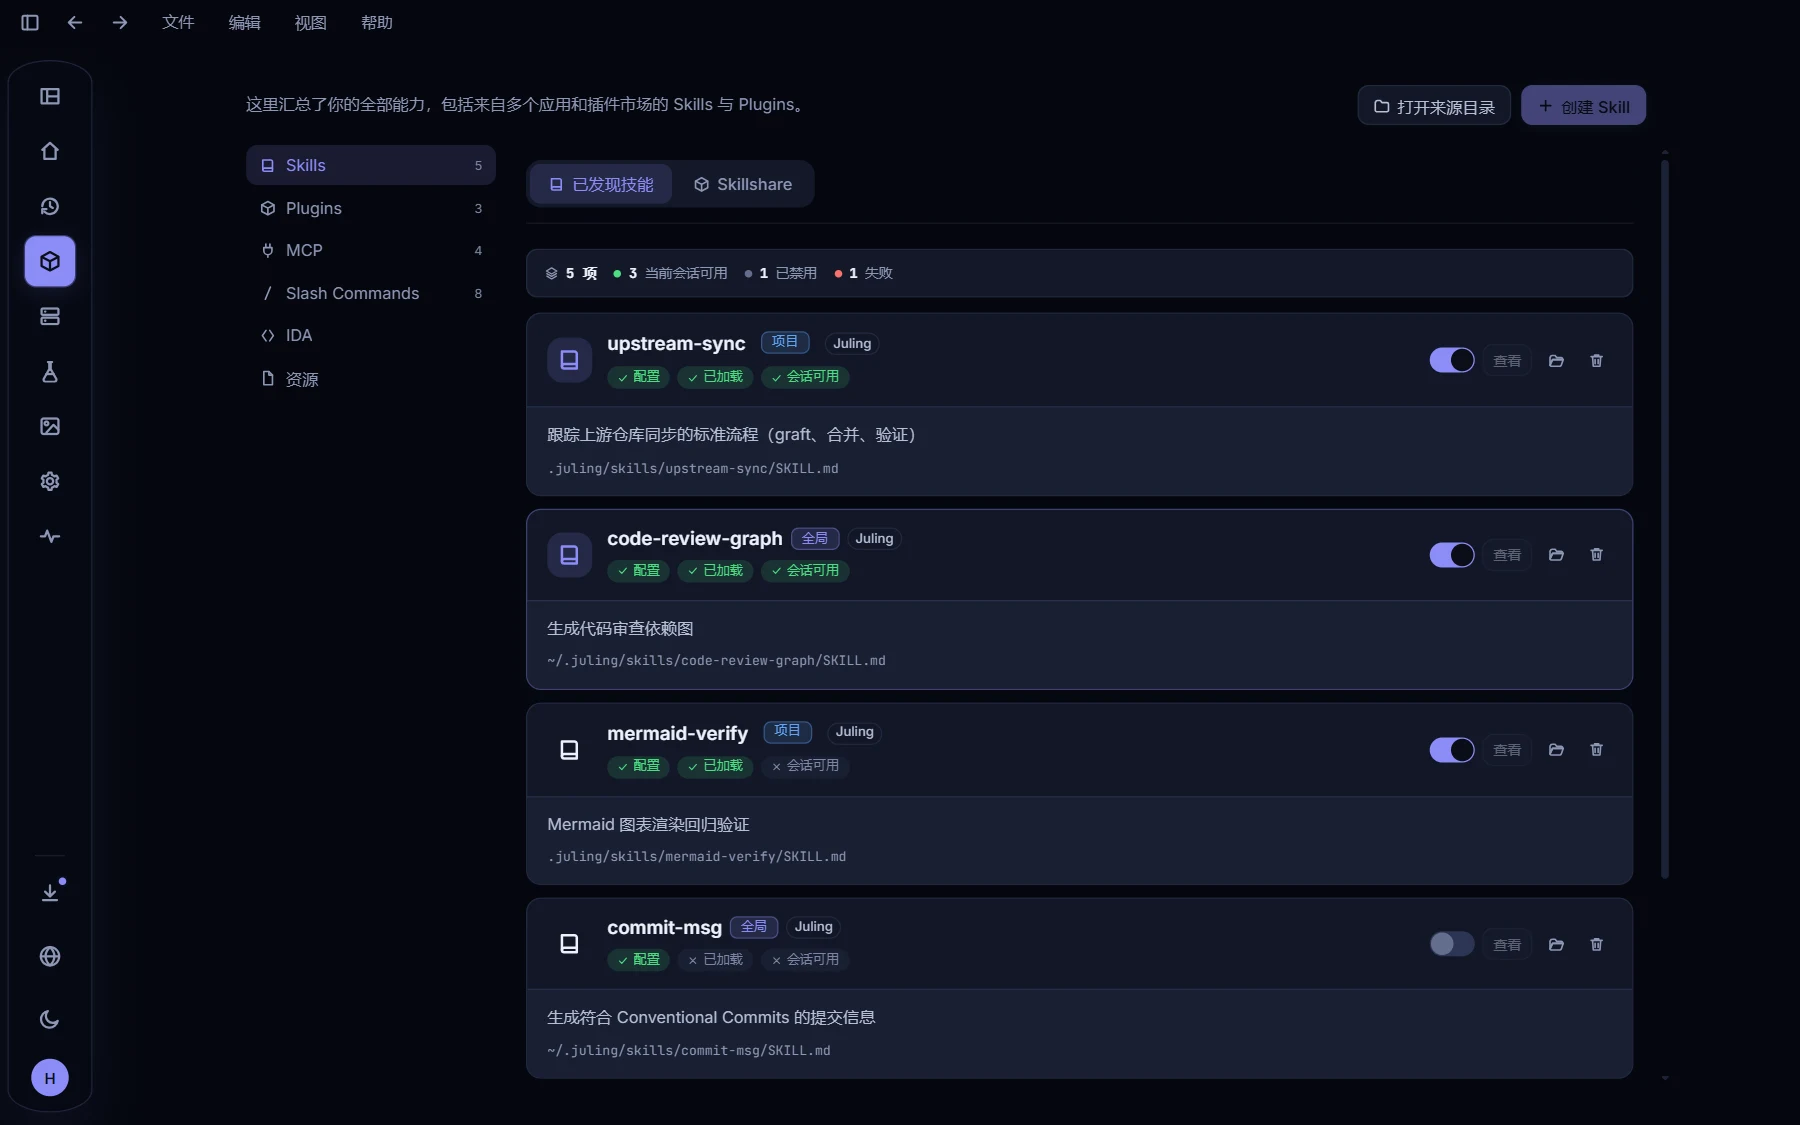 文件 编辑 视图 帮助
这里汇总了你的全部能力，包括来自多个应用和插件市场的 Skills 与 Plugins。
打开来源目录
+ 创建 Skill
Skills 5
Plugins 3
MCP 4
/ Slash Commands 8
IDA
资源
已发现技能 Skillshare
5 项 3 当前会话可用 1 已禁用 1 失败
upstream-sync 项目 Juling
配置 已加载 会话可用
查看
跟踪上游仓库同步的标准流程（graft、合并、验证）
.juling/skills/upstream-sync/SKILL.md
code-review-graph 全局 Juling
配置 已加载 会话可用
查看
生成代码审查依赖图
~/.juling/skills/code-review-graph/SKILL.md
mermaid-verify 项目 Juling
配置 已加载 会话可用
查看
Mermaid 图表渲染回归验证
.juling/skills/mermaid-verify/SKILL.md
commit-msg 全局 Juling
配置 已加载 会话可用
查看
生成符合 Conventional Commits 的提交信息
~/.juling/skills/commit-msg/SKILL.md
H